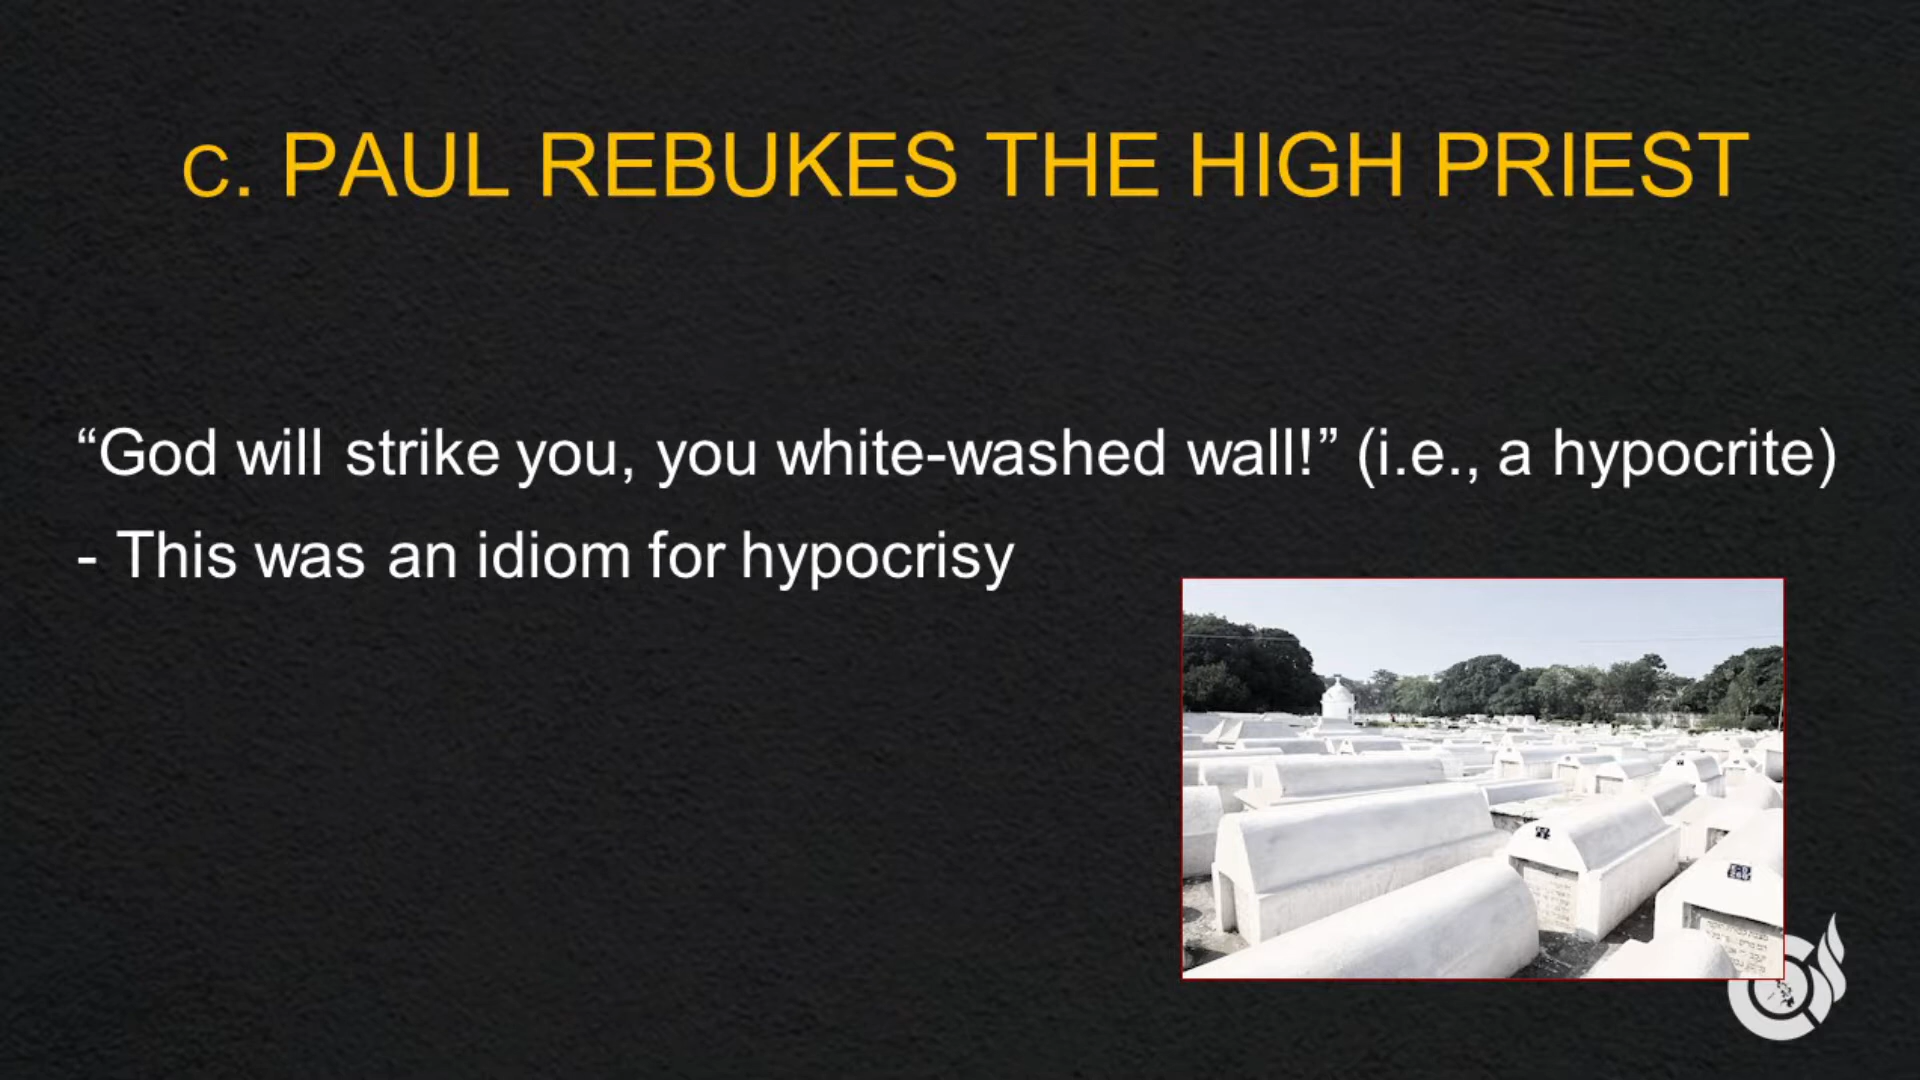 C. PAUL REBUKES THE HIGH PRIEST
“God will strike you, you white-washed wall!” (i.e., a hypocrite)
- This was an idiom for hypocrisy